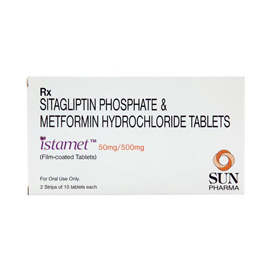 Rx
SITAGLIPTIN PHOSPHATE &
METFORMIN HYDROCHLORIDE TABLETS
istamet™ 50mg/500mg
(Film-coated Tablets)
For Oral Use Only.
2 Strips of 15 tablets each
SUN
PHARMA